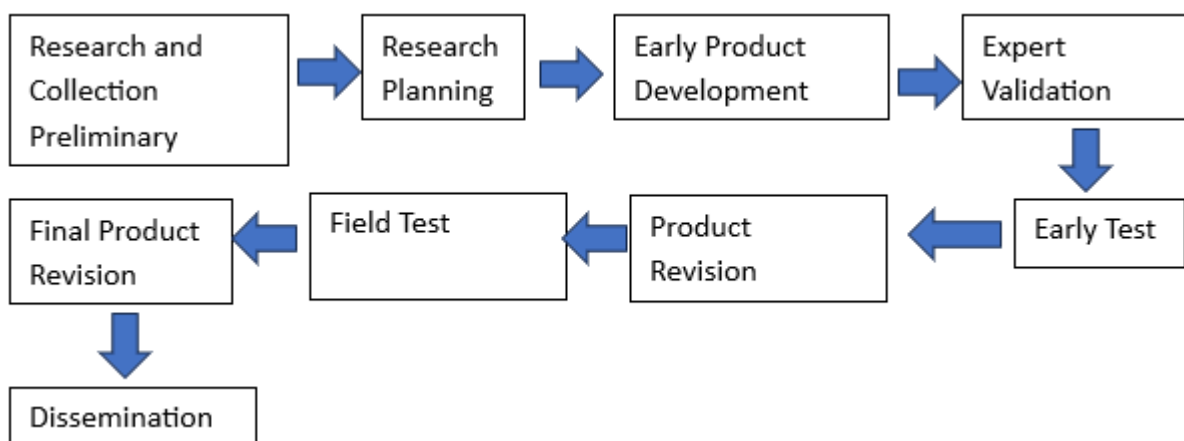 Research and
Collection
Preliminary
Research
Planning
Early Product
Development
Expert
Validation
Early Test
Product
Revision
Field Test
Final Product
Revision
Dissemination